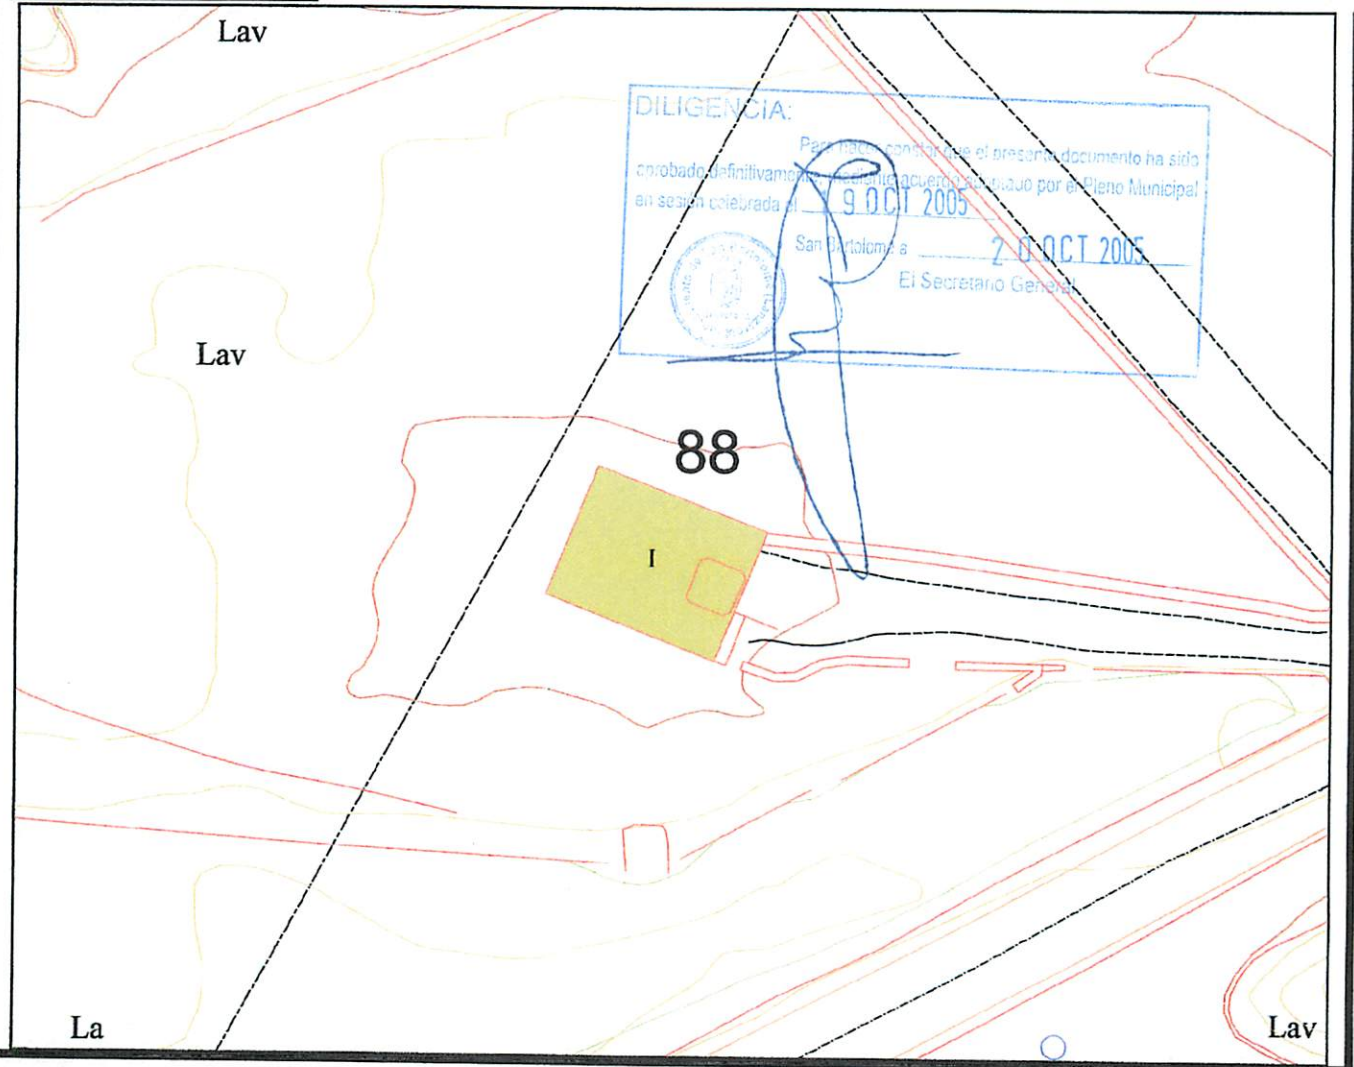 Lav
DILIGENCIA:
Para hacer constar que el presente documento ha sido
aprobado definitivamente, mediante acuerdo adoptado por el Pleno Municipal
en sesión celebrada el 19 OCT 2005
San Bartolomé a 20 OCT 2005
El Secretario General
Lav
88
I
La
Lav